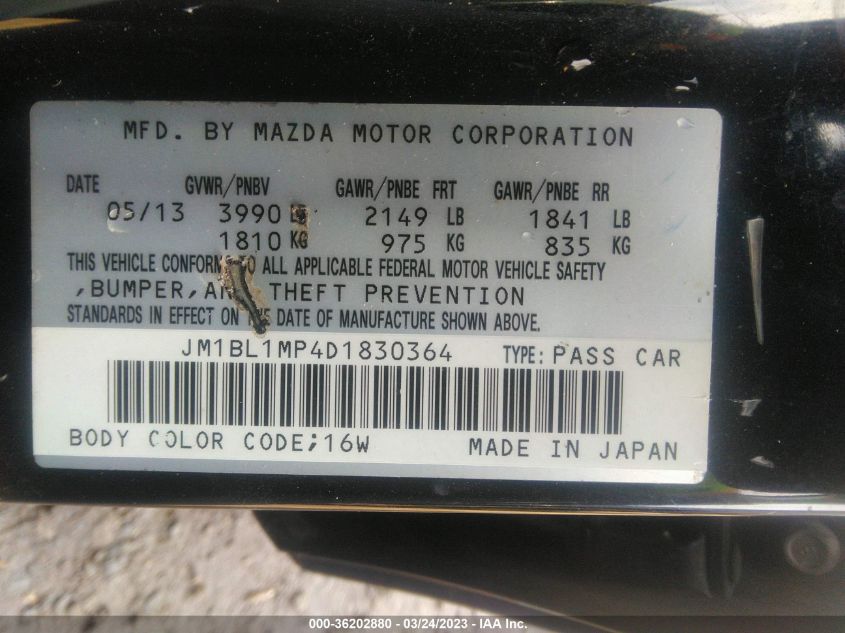 MFD. BY MAZDA MOTOR CORPORATION
DATE GVWR/PNBV GAWR/PNBE FRT GAWR/PNBE RR
05/13 3990 2149 LB 1841 LB
1810 KG 975 KG 835 KG
THIS VEHICLE CONFORMS TO ALL APPLICABLE FEDERAL MOTOR VEHICLE SAFETY
,BUMPER,AND THEFT PREVENTION
STANDARDS IN EFFECT ON THE DATE OF MANUFACTURE SHOWN ABOVE.
JM1BL1MP4D1830364 TYPE: PASS CAR
BODY COLOR CODE;16W MADE IN JAPAN
000-36202880 - 03/24/2023 - IAA Inc.